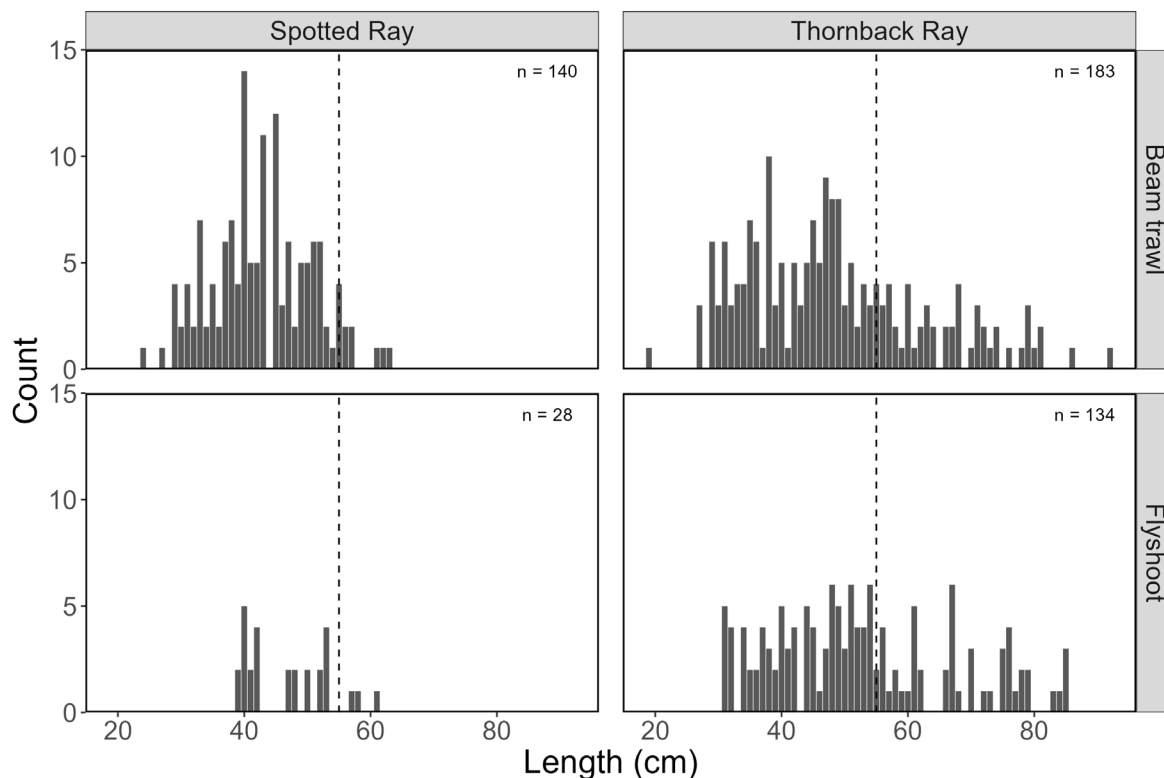 Spotted Ray
Thornback Ray
15
n = 140
n = 183
10
5
0
Beam trawl
Count
15
n = 28
n = 134
10
5
0
Flyshoot
20 40 60 80
20 40 60 80
Length (cm)